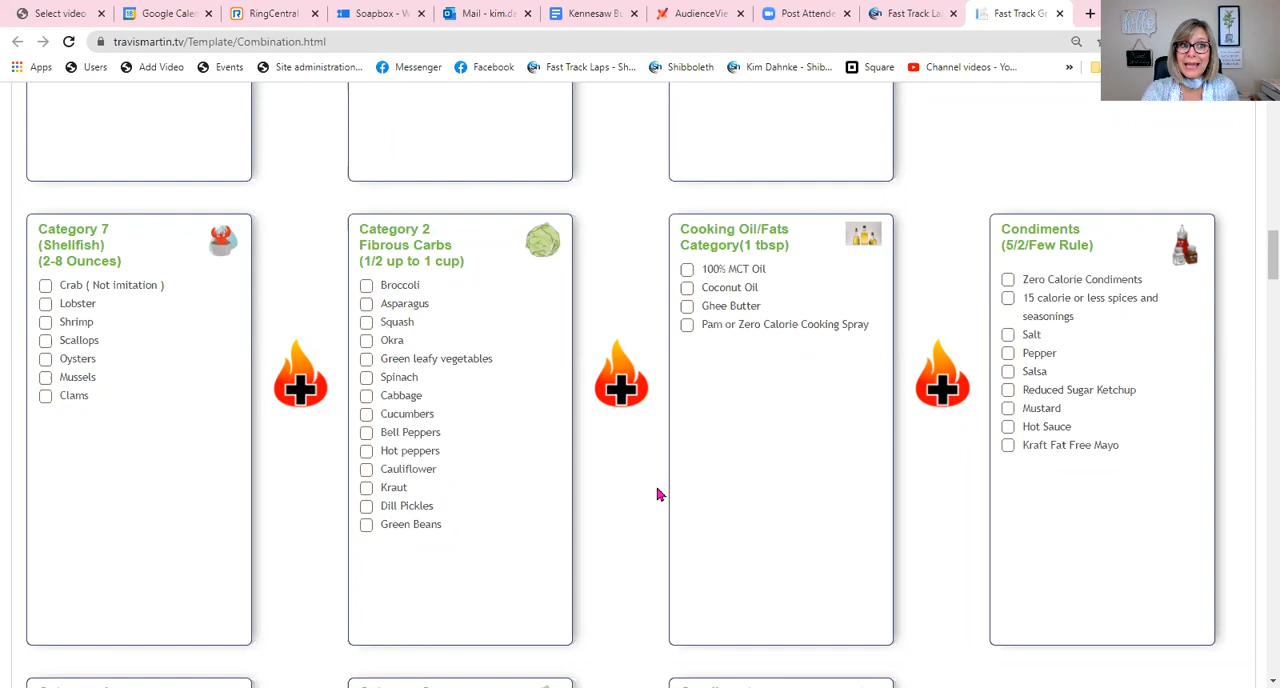 Select video
Google Cale
RingCentral
Soapbox - W
Mail - kim.da
Kennesaw Bu
AudienceVie
Post Attende
Fast Track La
Fast Track Gr
travismartin.tv/Template/Combination.html
Apps
Users
Add Video
Events
Site administration...
Messenger
Fast Track Laps - Sh...
Shibboleth
Kim Dahnke - Shib...
Square
Channel videos - Yo...
»
Category 7
(Shellfish)
(2-8 Ounces)
Crab ( Not imitation )
Lobster
Shrimp
Scallops
Oysters
Mussels
Clams
Category 2
Fibrous Carbs
(1/2 up to 1 cup)
Broccoli
Asparagus
Squash
Okra
Green leafy vegetables
Spinach
Cabbage
Cucumbers
Bell Peppers
Hot peppers
Cauliflower
Kraut
Dill Pickles
Green Beans
Cooking Oil/Fats
Category(1 tbsp)
100% MCT Oil
Coconut Oil
Ghee Butter
Pam or Zero Calorie Cooking Spray
Condiments
(5/2/Few Rule)
Zero Calorie Condiments
15 calorie or less spices and
seasonings
Salt
Pepper
Salsa
Reduced Sugar Ketchup
Mustard
Hot Sauce
Kraft Fat Free Mayo